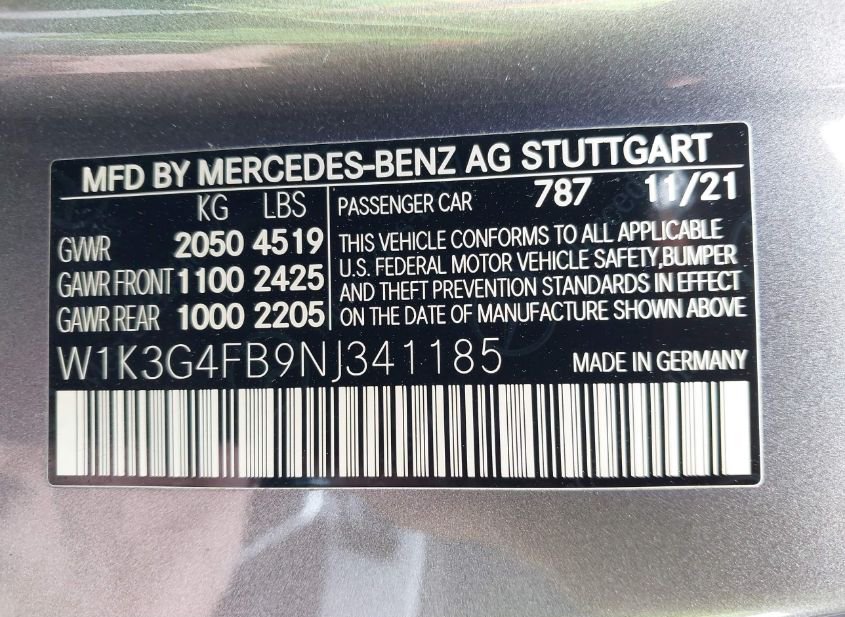 MFD BY MERCEDES-BENZ AG STUTTGART
KG LBS
GVWR 2050 4519
GAWR FRONT 1100 2425
GAWR REAR 1000 2205
PASSENGER CAR 787 11/21
THIS VEHICLE CONFORMS TO ALL APPLICABLE
U.S. FEDERAL MOTOR VEHICLE SAFETY,BUMPER
AND THEFT PREVENTION STANDARDS IN EFFECT
ON THE DATE OF MANUFACTURE SHOWN ABOVE
W1K3G4FB9NJ341185 MADE IN GERMANY